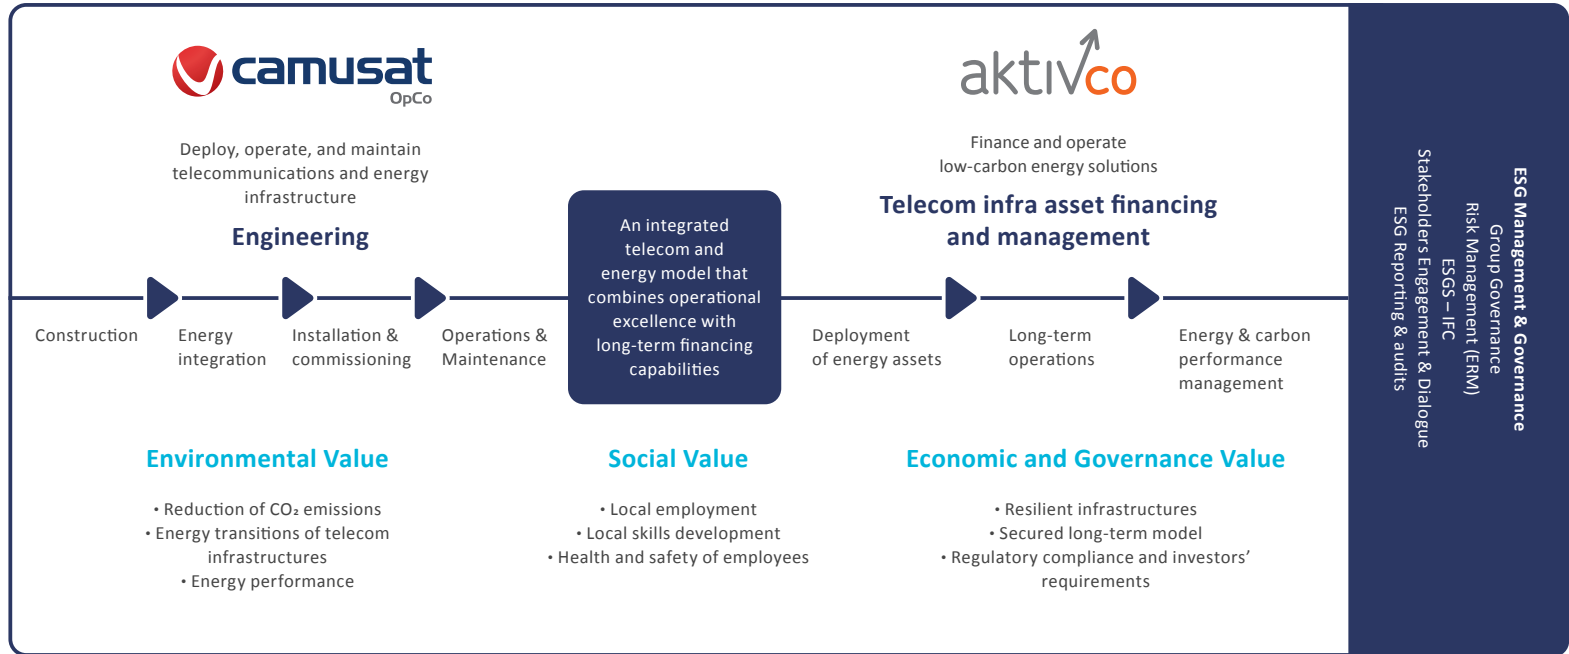 camusat
OpCo
Deploy, operate, and maintain
telecommunications and energy
infrastructure
Engineering
aktivco
Finance and operate
low-carbon energy solutions
Telecom infra asset financing
and management
An integrated
telecom and
energy model that
combines operational
excellence with
long-term financing
capabilities
Construction
Energy
integration
Installation &
commissioning
Operations &
Maintenance
Deployment
of energy assets
Long-term
operations
Energy & carbon
performance
management
Environmental Value
• Reduction of CO₂ emissions
• Energy transitions of telecom
infrastructures
• Energy performance
Social Value
• Local employment
• Local skills development
• Health and safety of employees
Economic and Governance Value
• Resilient infrastructures
• Secured long-term model
• Regulatory compliance and investors’
requirements
ESG Management & Governance
Group Governance
Risk Management (ERM)
ESGS – IFC
Stakeholders Engagement & Dialogue
ESG Reporting & audits